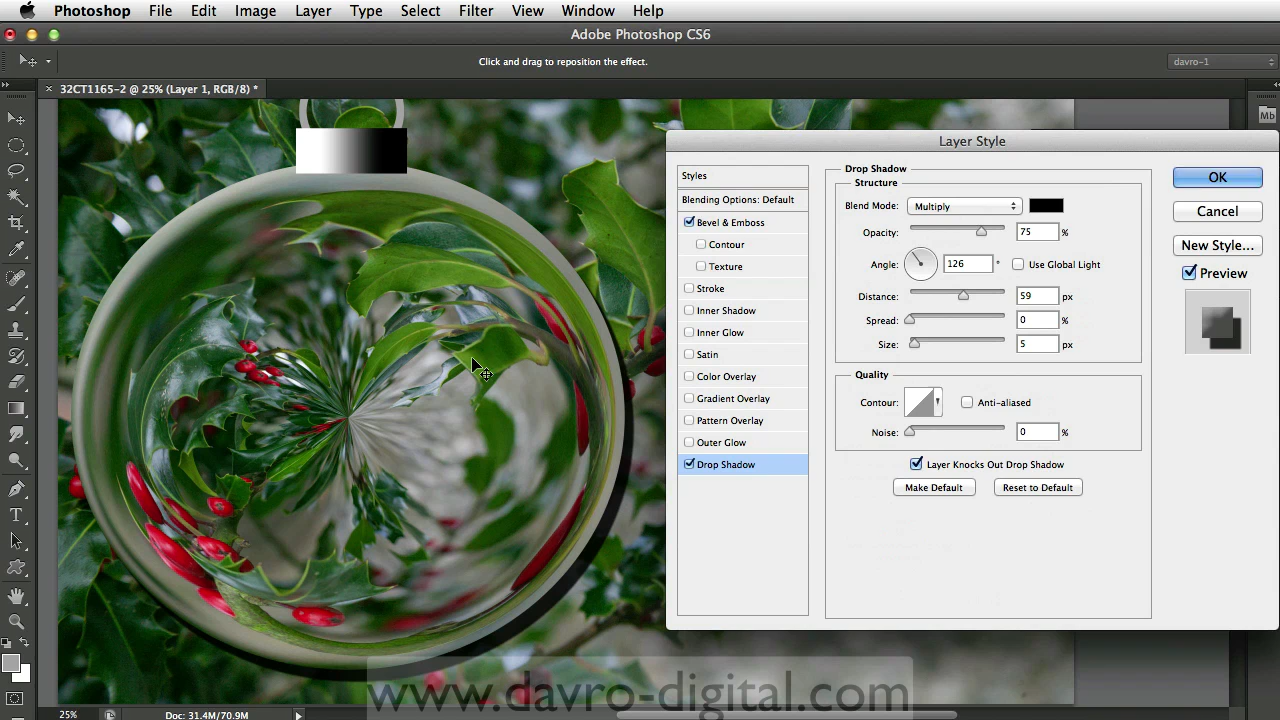 Photoshop File Edit Image Layer Type Select Filter View Window Help
Adobe Photoshop CS6
Click and drag to reposition the effect.
davro-1
32CT1165-2 @ 25% (Layer 1, RGB/8) *
Mb
Layer Style
Styles
Blending Options: Default
Bevel & Emboss
Contour
Texture
Stroke
Inner Shadow
Inner Glow
Satin
Color Overlay
Gradient Overlay
Pattern Overlay
Outer Glow
Drop Shadow
Drop Shadow
Structure
Blend Mode: Multiply
Opacity: 75 %
Angle: 126 ° Use Global Light
Distance: 59 px
Spread: 0 %
Size: 5 px
Quality
Contour: Anti-aliased
Noise: 0 %
Layer Knocks Out Drop Shadow
Make Default Reset to Default
OK
Cancel
New Style...
Preview
www.davro-digital.com
25% Doc: 31.4M/70.9M